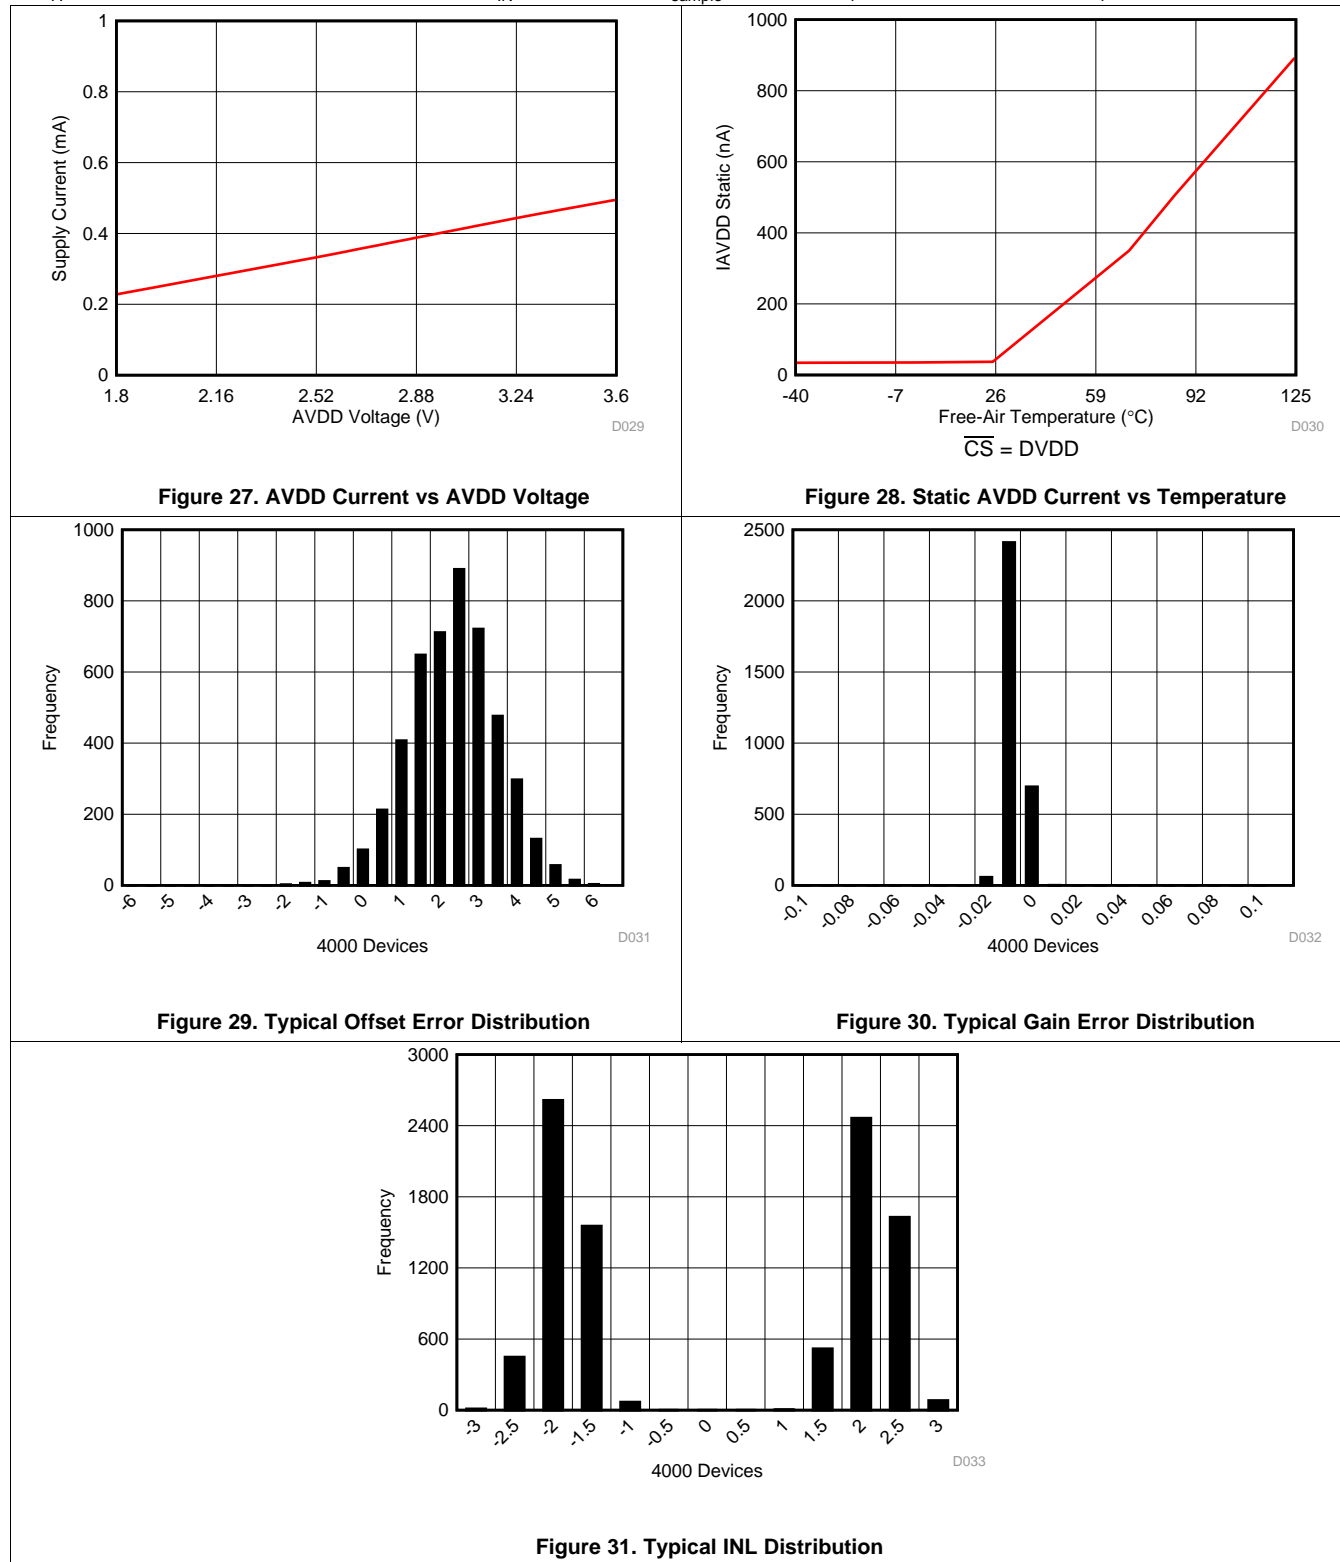 sample
1
0.8
0.6
0.4
0.2
0
Supply Current (mA)
1.8 2.16 2.52 2.88 3.24 3.6
AVDD Voltage (V)
D029
Figure 27. AVDD Current vs AVDD Voltage
1000
800
600
400
200
0
IAVDD Static (nA)
-40 -7 26 59 92 125
Free-Air Temperature (°C)
D030
CS = DVDD
Figure 28. Static AVDD Current vs Temperature
1000
800
600
400
200
0
Frequency
-6 -5 -4 -3 -2 -1 0 1 2 3 4 5 6
D031
4000 Devices
Figure 29. Typical Offset Error Distribution
2500
2000
1500
1000
500
0
Frequency
-0.1 -0.08 -0.06 -0.04 -0.02 0 0.02 0.04 0.06 0.08 0.1
D032
4000 Devices
Figure 30. Typical Gain Error Distribution
3000
2400
1800
1200
600
0
Frequency
-3 -2.5 -2 -1.5 -1 -0.5 0 0.5 1 1.5 2 2.5 3
D033
4000 Devices
Figure 31. Typical INL Distribution